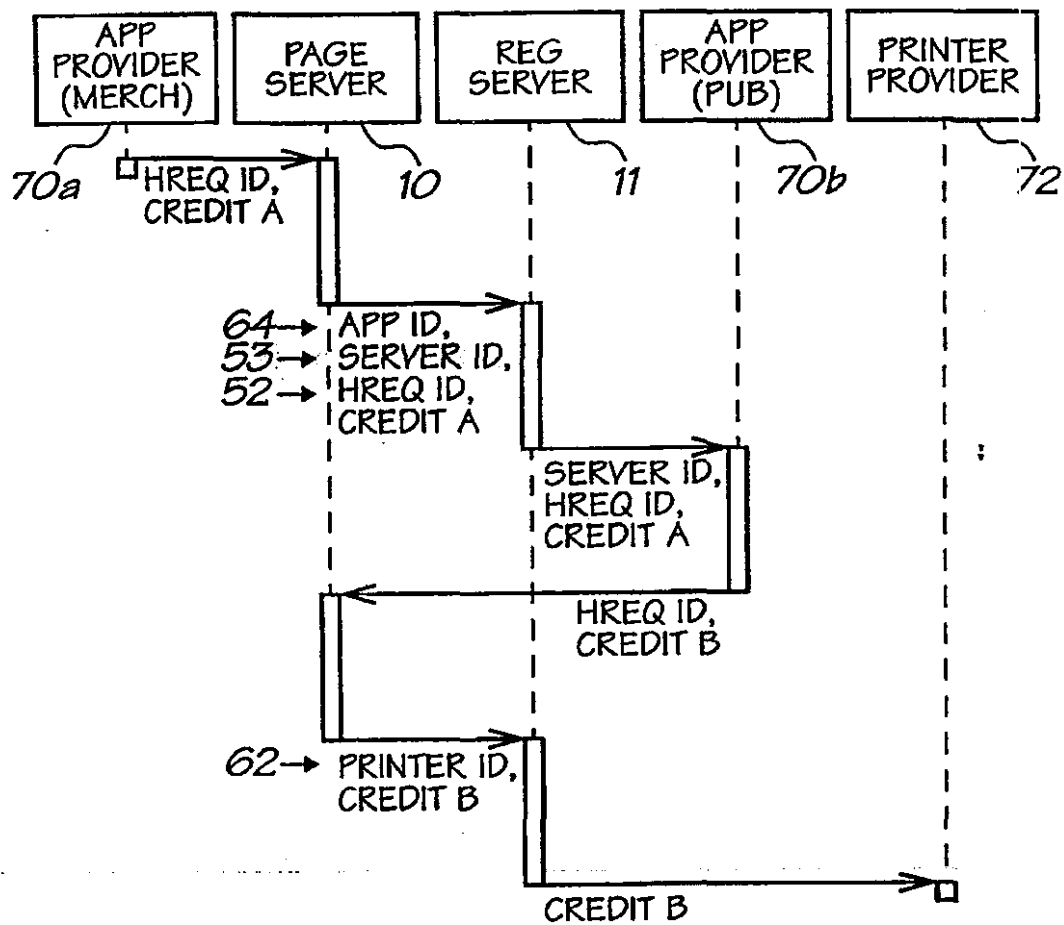 APP
PROVIDER
(MERCH)
PAGE
SERVER
REG
SERVER
APP
PROVIDER
(PUB)
PRINTER
PROVIDER
70a
10
11
70b
72
HREQ ID,
CREDIT A
64 → APP ID,
53 → SERVER ID,
52 → HREQ ID,
CREDIT A
SERVER ID,
HREQ ID,
CREDIT A
HREQ ID,
CREDIT B
62 → PRINTER ID,
CREDIT B
CREDIT B